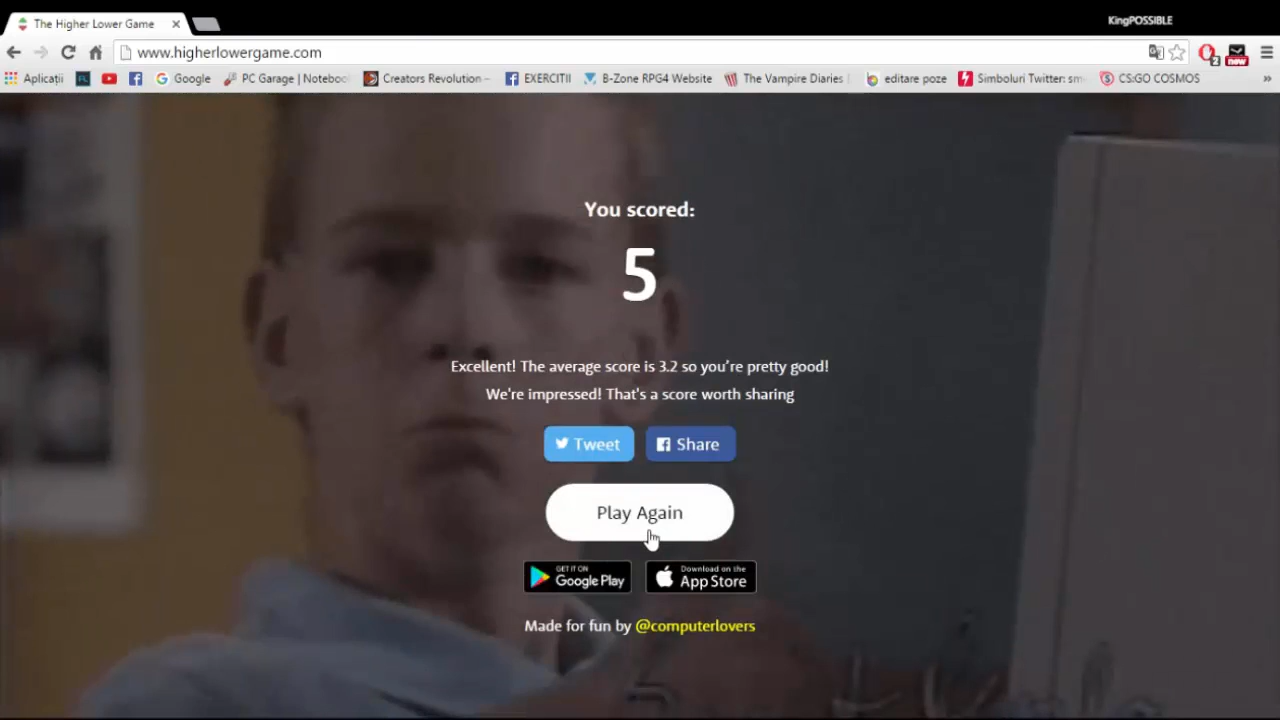 The Higher Lower Game
KingPOSSIBLE
www.higherlowergame.com
new
2
Aplicații
Google
PC Garage | Noteboo
Creators Revolution –
EXERCITII
B-Zone RPG4 Website
The Vampire Diaries |
editare poze
Simboluri Twitter: sm
CS:GO COSMOS
You scored:
5
Excellent! The average score is 3.2 so you're pretty good!
We're impressed! That's a score worth sharing
Tweet
Share
Play Again
GET IT ON
Google Play
Download on the
App Store
Made for fun by @computerlovers